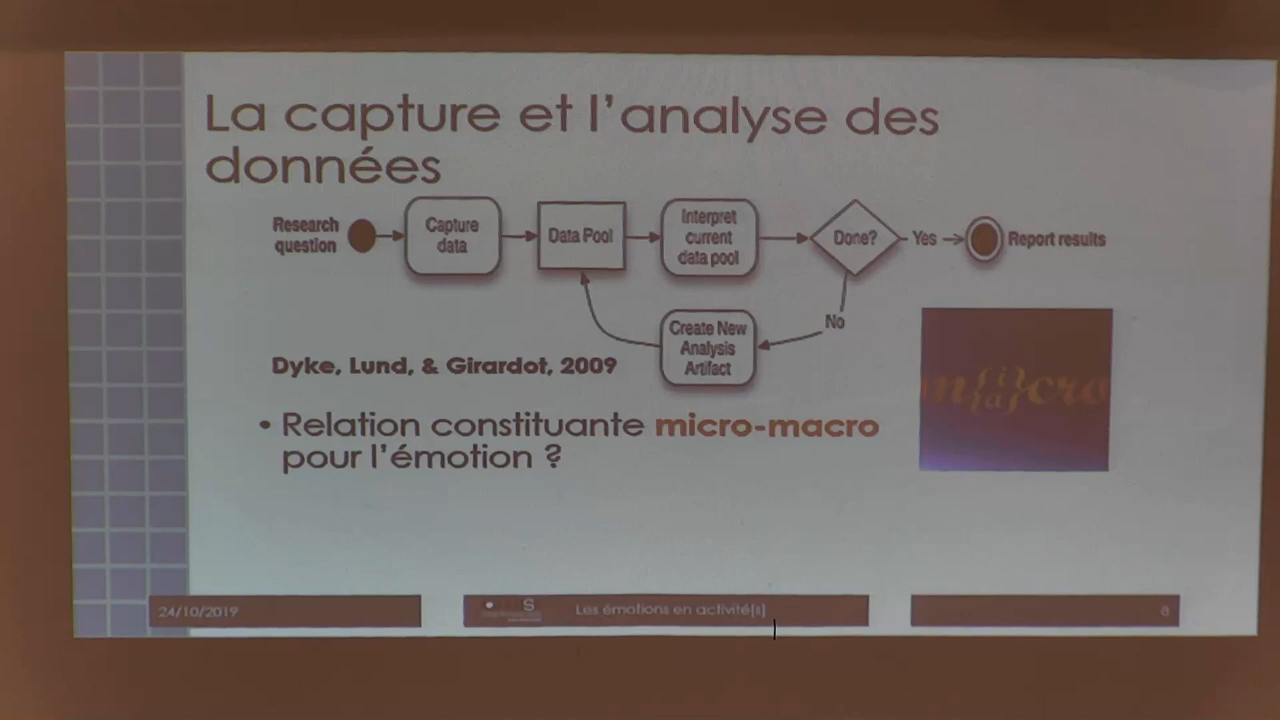 La capture et l'analyse des
données
Research
question
Capture
data
Data Pool
Interpret
current
data pool
Done?
Yes
Report results
No
Create New
Analysis
Artifact
Dyke, Lund, & Girardot, 2009
m{i}cro
{a}
• Relation constituante micro-macro
pour l'émotion ?
24/10/2019
Les émotions en activité(s)
8